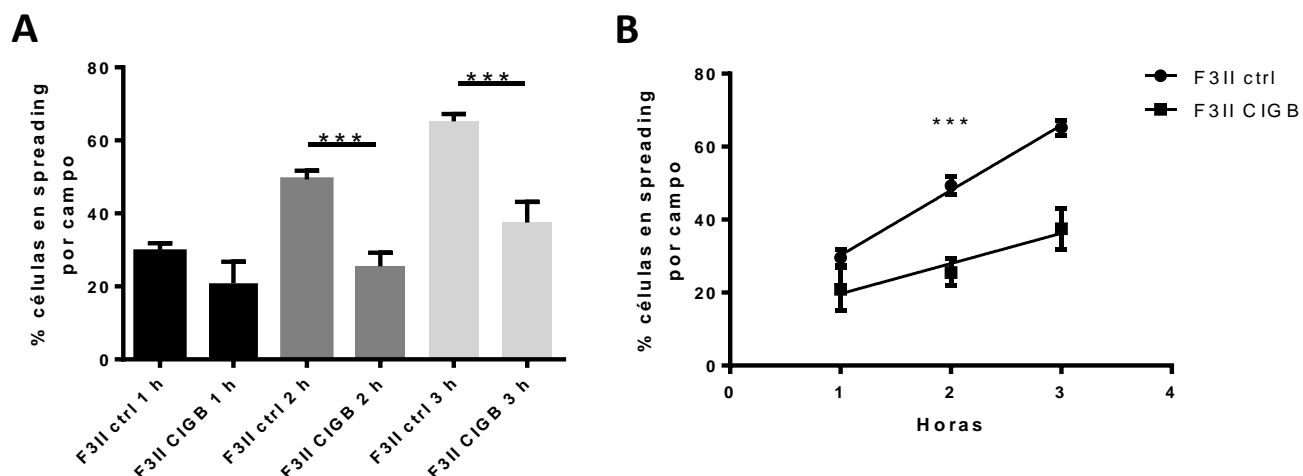 A
% células en spreading
por campo
80
60
40
20
0
***
***
F3II ctrl 1 h
F3II CIGB 1 h
F3II ctrl 2 h
F3II CIGB 2 h
F3II ctrl 3 h
F3II CIGB 3 h
B
% células en spreading
por campo
80
60
40
20
0
***
0 1 2 3 4
Horas
F3II ctrl
F3II CIGB